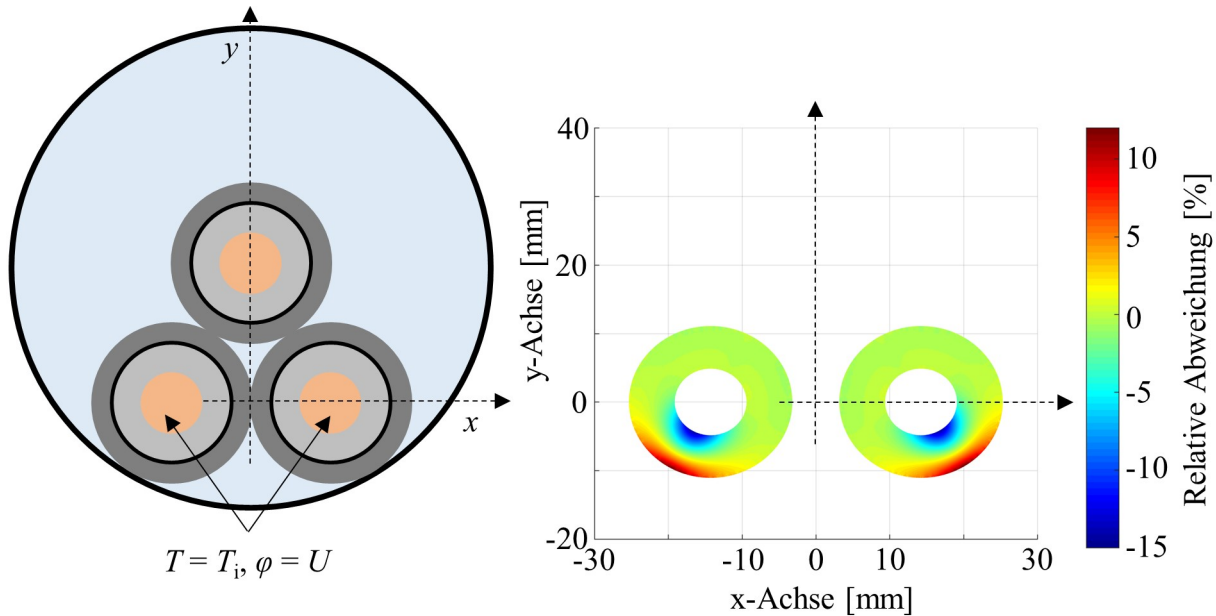 y
x
T = Tᵢ, φ = U
40
20
0
-20
-30
-10
0
10
30
y-Achse [mm]
x-Achse [mm]
10
5
0
-5
-10
-15
Relative Abweichung [%]